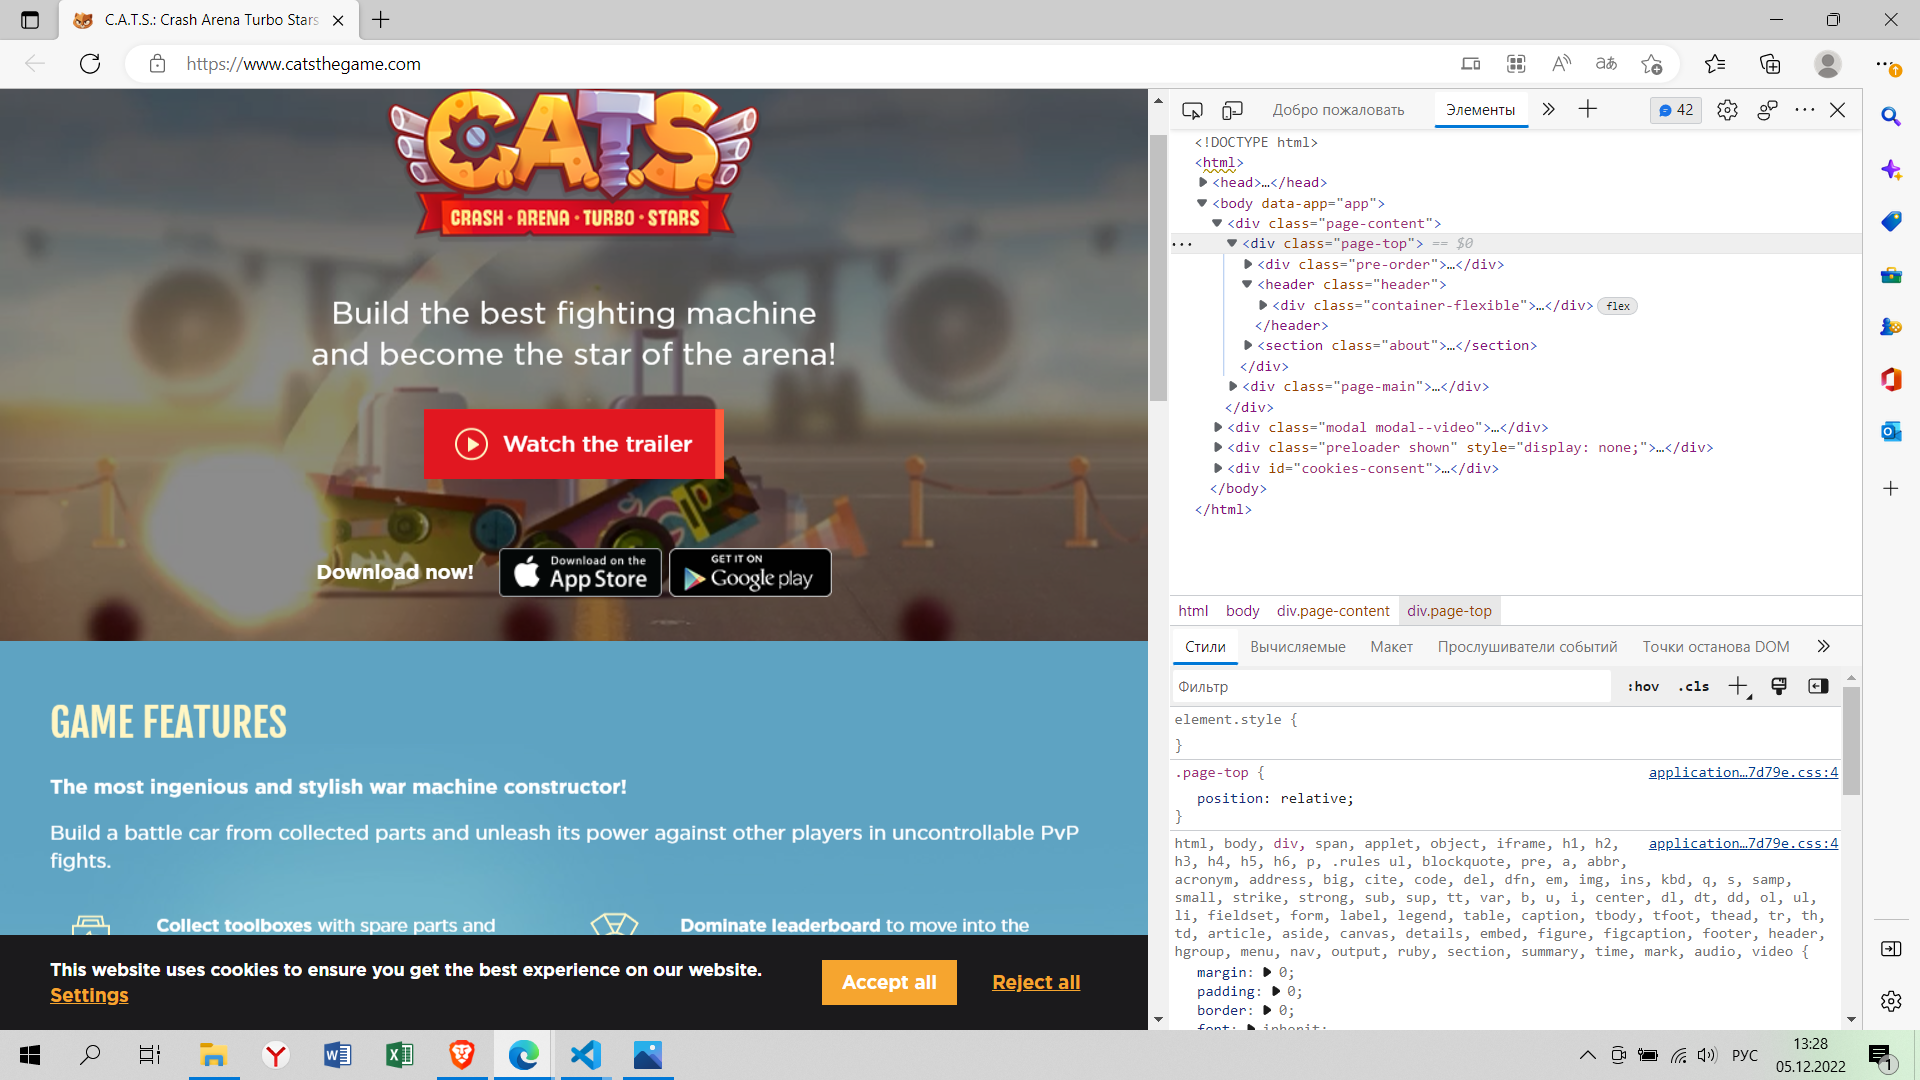 C.A.T.S.: Crash Arena Turbo Stars
https://www.catsthegame.com
C.A.T.S
CRASH · ARENA · TURBO · STARS
Build the best fighting machine
and become the star of the arena!
Watch the trailer
Download now!
Download on the
App Store
GET IT ON
Google play
GAME FEATURES
The most ingenious and stylish war machine constructor!
Build a battle car from collected parts and unleash its power against other players in uncontrollable PvP
fights.
Collect toolboxes with spare parts and
Dominate leaderboard to move into the
This website uses cookies to ensure you get the best experience on our website.
Settings
Accept all
Reject all
Добро пожаловать
Элементы
42
<!DOCTYPE html>
<html>
<head>…</head>
<body data-app="app">
<div class="page-content">
<div class="page-top"> == $0
<div class="pre-order">…</div>
<header class="header">
<div class="container-flexible">…</div> flex
</header>
<section class="about">…</section>
</div>
<div class="page-main">…</div>
</div>
<div class="modal modal--video">…</div>
<div class="preloader shown" style="display: none;">…</div>
<div id="cookies-consent">…</div>
</body>
</html>
html body div.page-content div.page-top
Стили Вычисляемые Макет Прослушиватели событий Точки останова DOM
Фильтр
:hov .cls
element.style {
}
.page-top {
application…7d79e.css:4
position: relative;
}
html, body, div, span, applet, object, iframe, h1, h2,
application…7d79e.css:4
h3, h4, h5, h6, p, .rules ul, blockquote, pre, a, abbr,
acronym, address, big, cite, code, del, dfn, em, img, ins, kbd, q, s, samp,
small, strike, strong, sub, sup, tt, var, b, u, i, center, dl, dt, dd, ol, ul,
li, fieldset, form, label, legend, table, caption, tbody, tfoot, thead, tr, th,
td, article, aside, canvas, details, embed, figure, figcaption, footer, header,
hgroup, menu, nav, output, ruby, section, summary, time, mark, audio, video {
margin: 0;
padding: 0;
border: 0;
font: inherit;
РУС
13:28
05.12.2022
1